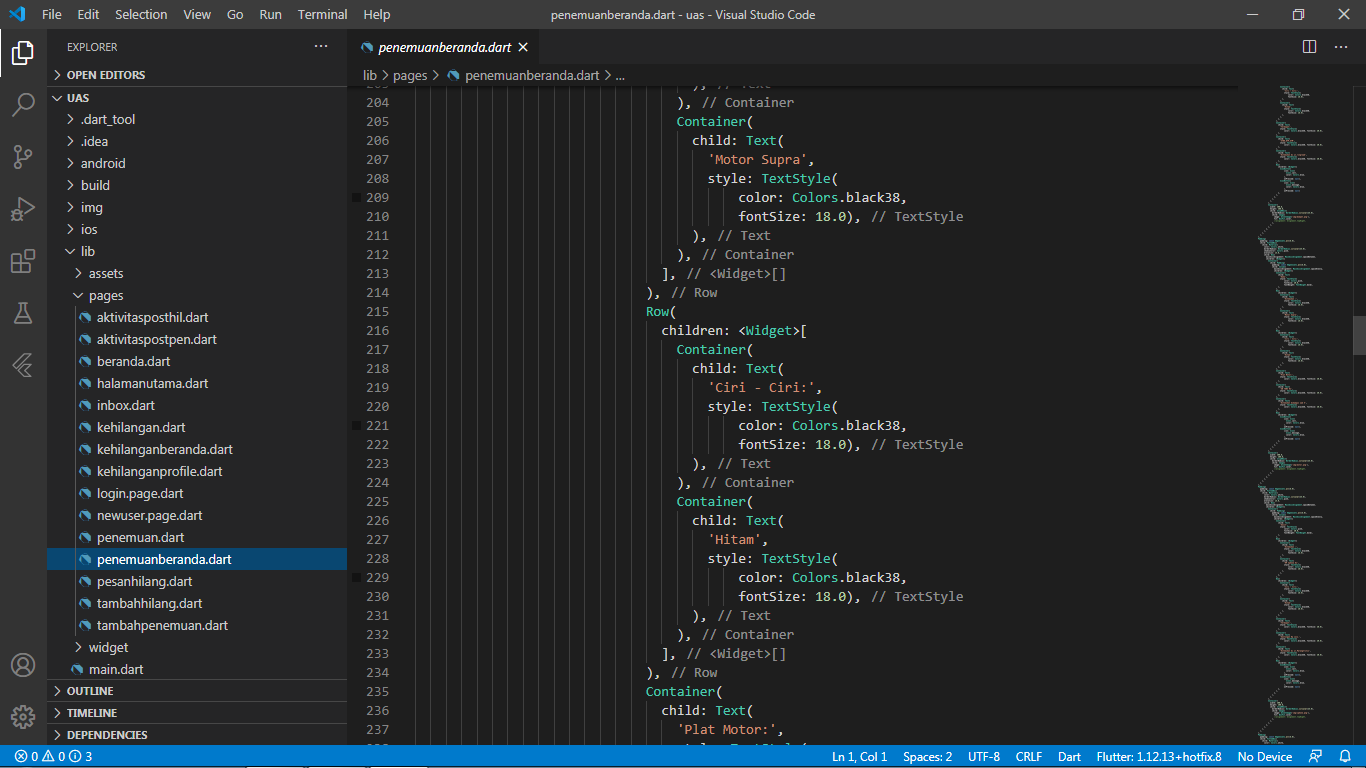 File Edit Selection View Go Run Terminal Help
penemuanberanda.dart - uas - Visual Studio Code
EXPLORER
OPEN EDITORS
UAS
.dart_tool
.idea
android
build
img
ios
lib
assets
pages
aktivitasposthil.dart
aktivitaspostpen.dart
beranda.dart
halamanutama.dart
inbox.dart
kehilangan.dart
kehilanganberanda.dart
kehilanganprofile.dart
login.page.dart
newuser.page.dart
penemuan.dart
penemuanberanda.dart
pesanhilang.dart
tambahhilang.dart
tambahpenemuan.dart
widget
main.dart
OUTLINE
TIMELINE
DEPENDENCIES
penemuanberanda.dart
lib > pages > penemuanberanda.dart > ...
203 ), // Text
204 ), // Container
205 Container(
206 child: Text(
207 'Motor Supra',
208 style: TextStyle(
209 color: Colors.black38,
210 fontSize: 18.0), // TextStyle
211 ), // Text
212 ), // Container
213 ], // <Widget>[]
214 ), // Row
215 Row(
216 children: <Widget>[
217 Container(
218 child: Text(
219 'Ciri - Ciri:',
220 style: TextStyle(
221 color: Colors.black38,
222 fontSize: 18.0), // TextStyle
223 ), // Text
224 ), // Container
225 Container(
226 child: Text(
227 'Hitam',
228 style: TextStyle(
229 color: Colors.black38,
230 fontSize: 18.0), // TextStyle
231 ), // Text
232 ), // Container
233 ], // <Widget>[]
234 ), // Row
235 Container(
236 child: Text(
237 'Plat Motor:',
0 0 3
Ln 1, Col 1 Spaces: 2 UTF-8 CRLF Dart Flutter: 1.12.13+hotfix.8 No Device